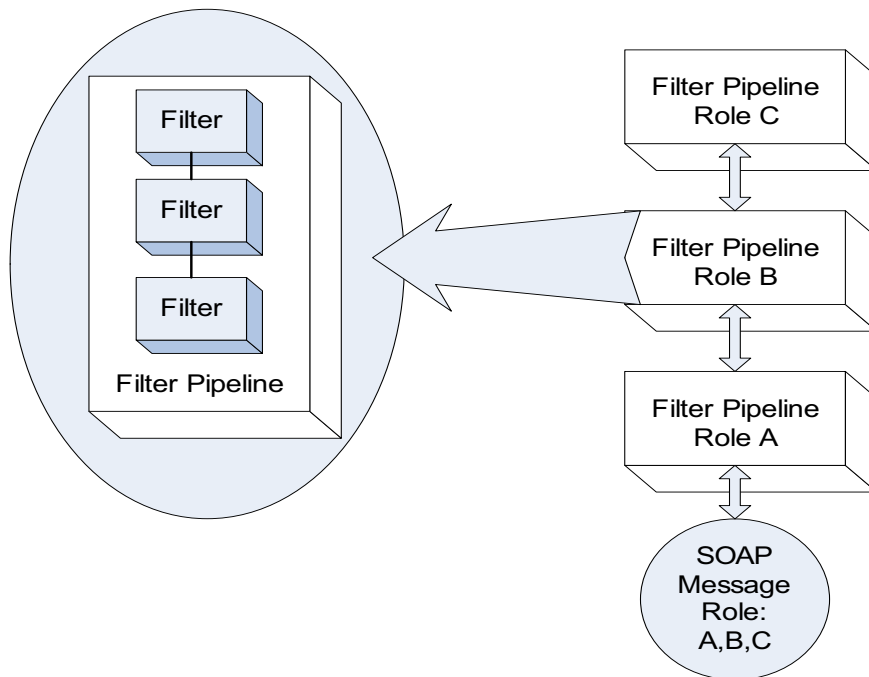 Filter
Filter
Filter
Filter Pipeline
Filter Pipeline
Role C
Filter Pipeline
Role B
Filter Pipeline
Role A
SOAP
Message
Role:
A,B,C